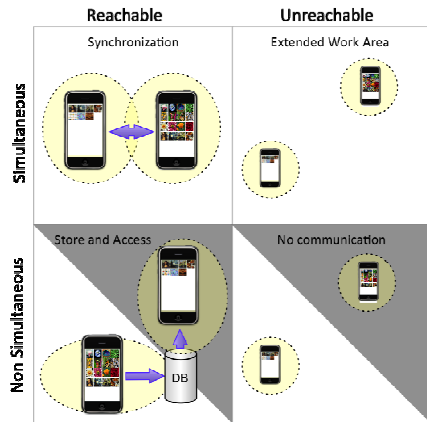 Reachable
Unreachable
Simultaneous
Synchronization
Extended Work Area
Non Simultaneous
Store and Access
No communication
DB